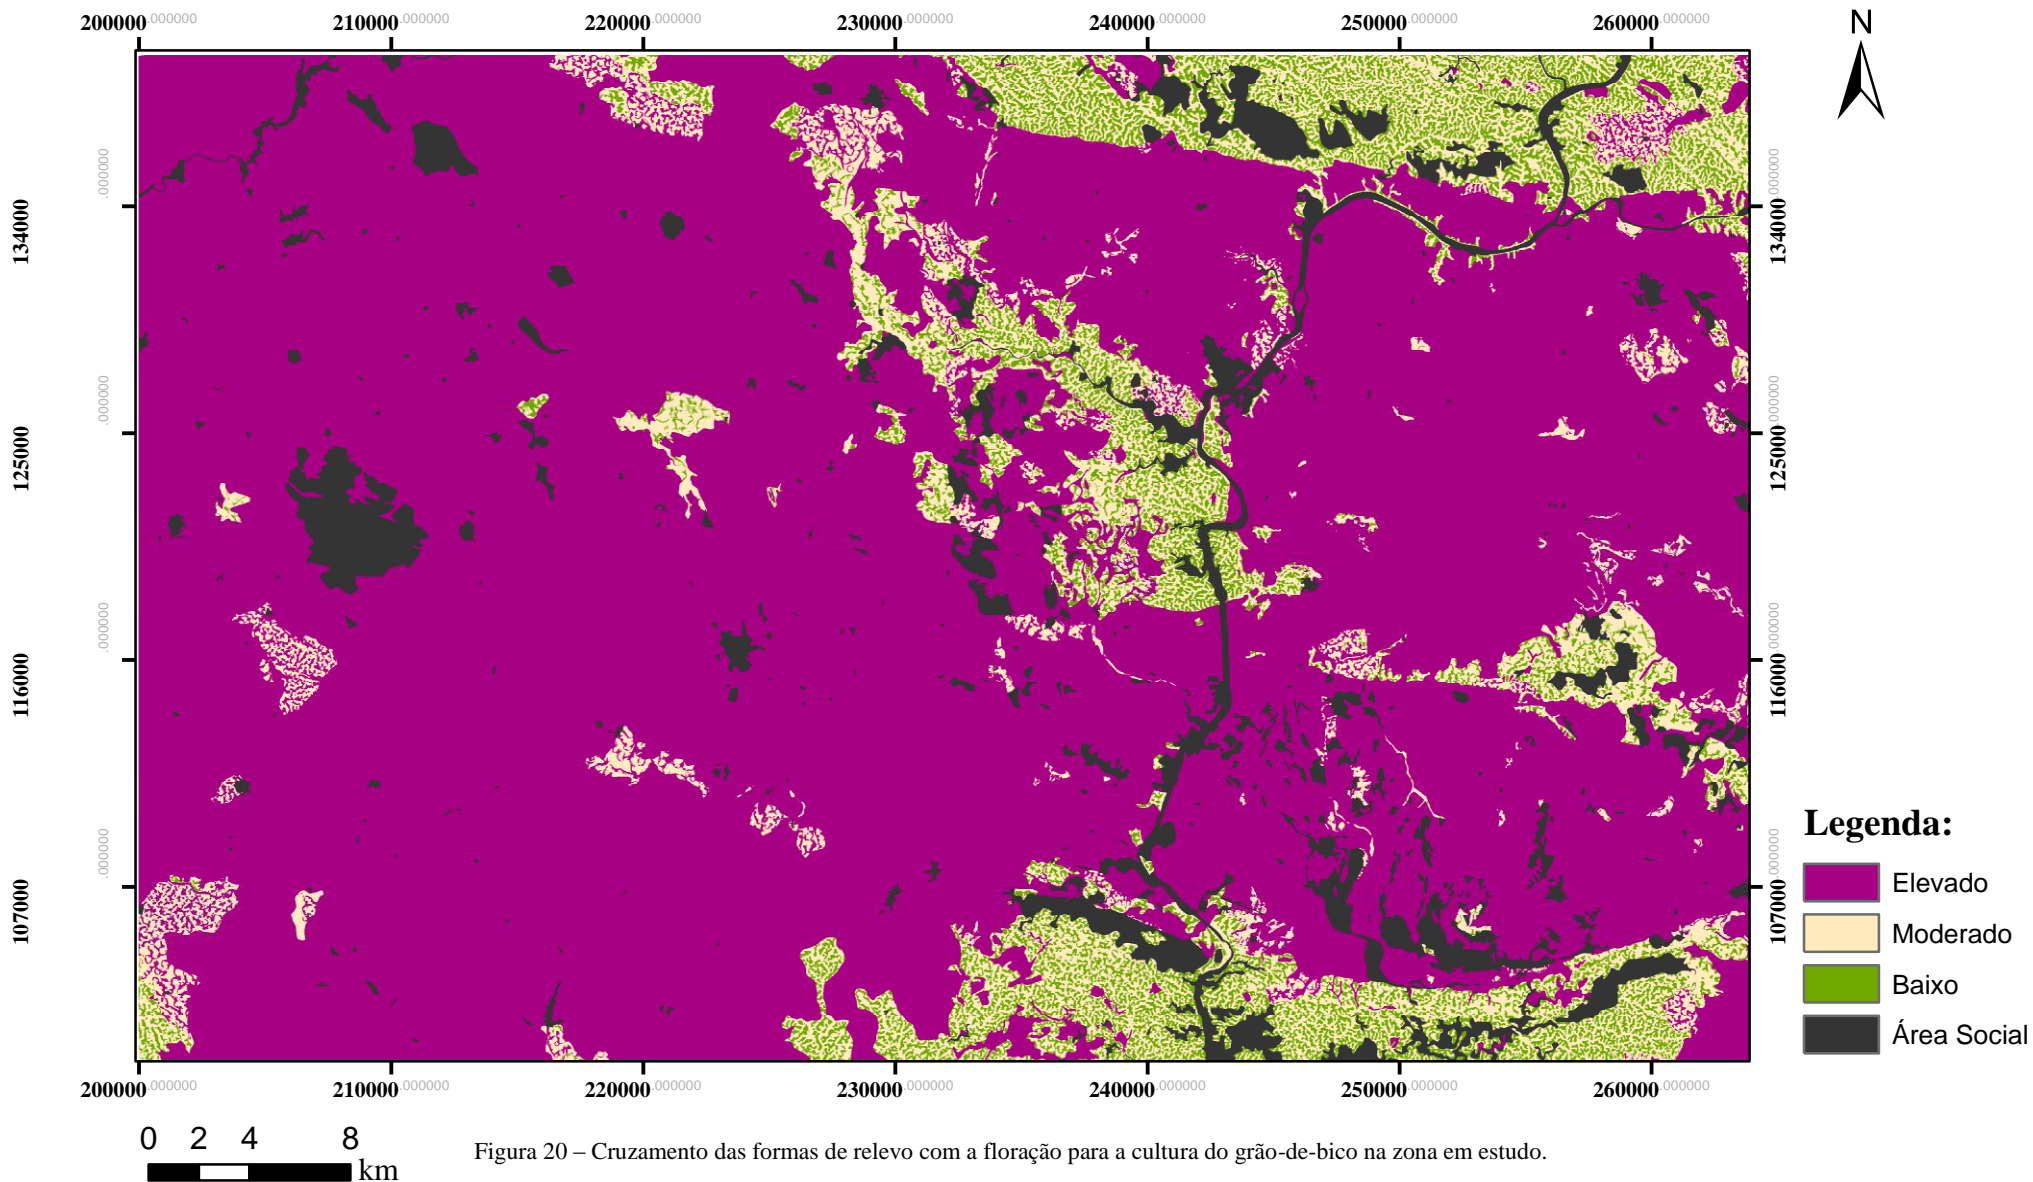 200000.000000 210000.000000 220000.000000 230000.000000 240000.000000 250000.000000 260000.000000
N
134000.000000
125000.000000
116000.000000
107000.000000
134000.000000
125000.000000
116000.000000
107000.000000
Legenda:
Elevado
Moderado
Baixo
Área Social
200000.000000 210000.000000 220000.000000 230000.000000 240000.000000 250000.000000 260000.000000
0 2 4 8
km
Figura 20 – Cruzamento das formas de relevo com a floração para a cultura do grão-de-bico na zona em estudo.